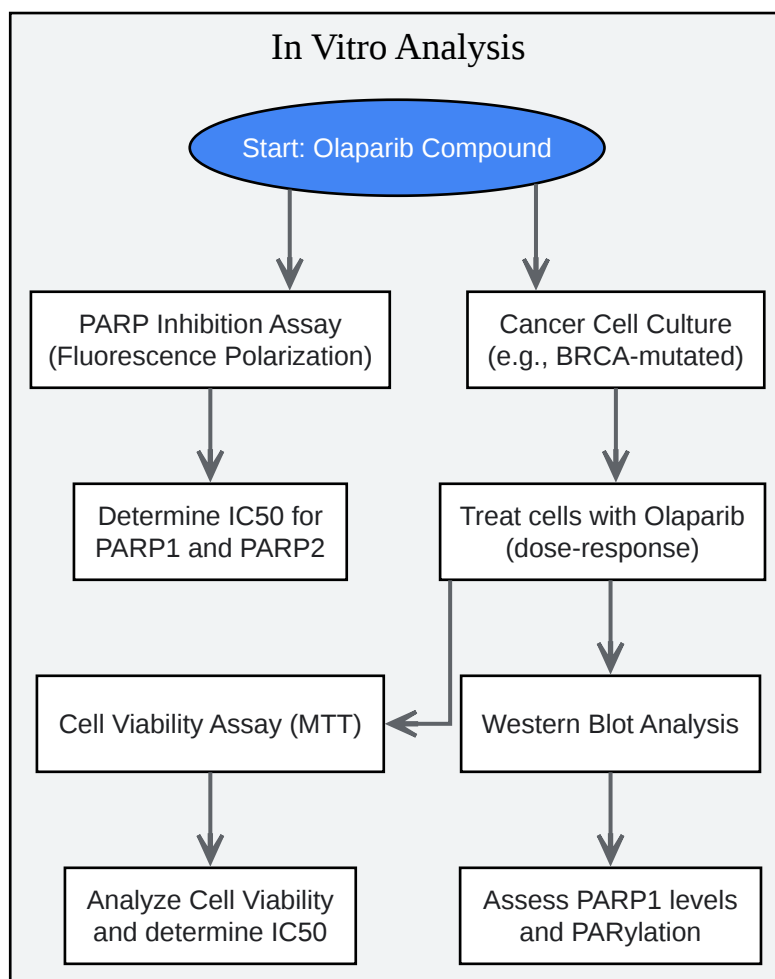 In Vitro Analysis
Start: Olaparib Compound
PARP Inhibition Assay
(Fluorescence Polarization)
Cancer Cell Culture
(e.g., BRCA-mutated)
Determine IC50 for
PARP1 and PARP2
Treat cells with Olaparib
(dose-response)
Cell Viability Assay (MTT)
Western Blot Analysis
Analyze Cell Viability
and determine IC50
Assess PARP1 levels
and PARylation